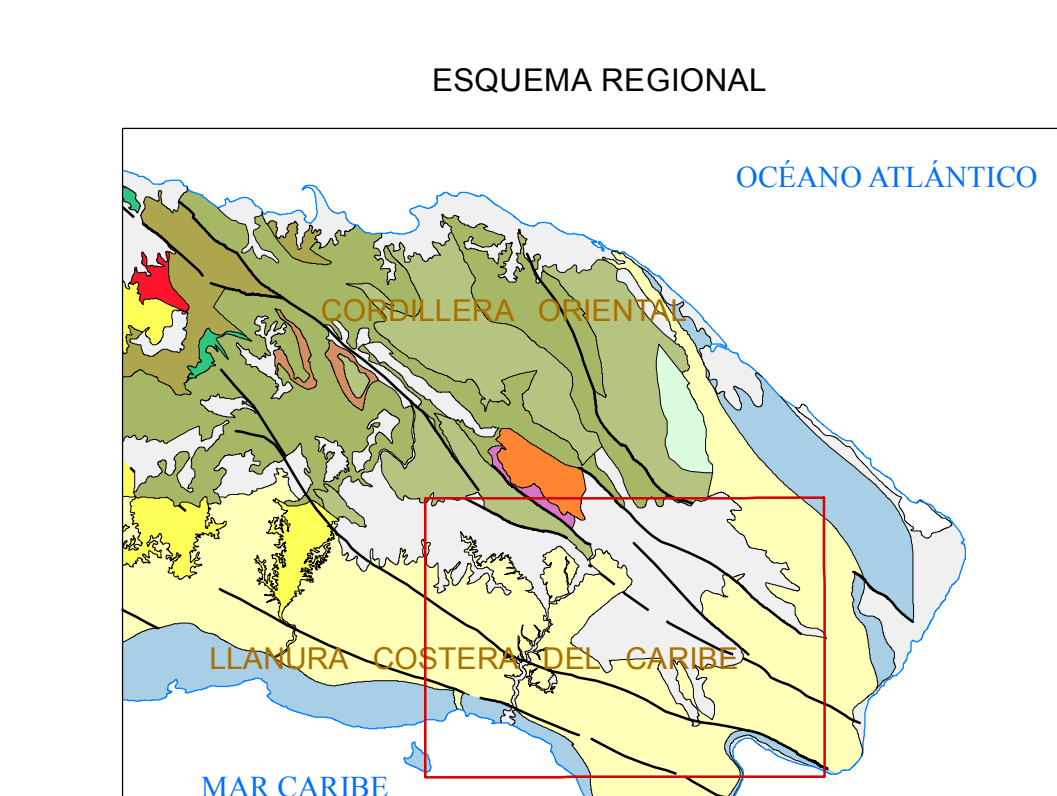 ESQUEMA REGIONAL
OCÉANO ATLÁNTICO
CORDILLERA ORIENTAL
LLANURA COSTERA DEL CARIBE
MAR CARIBE